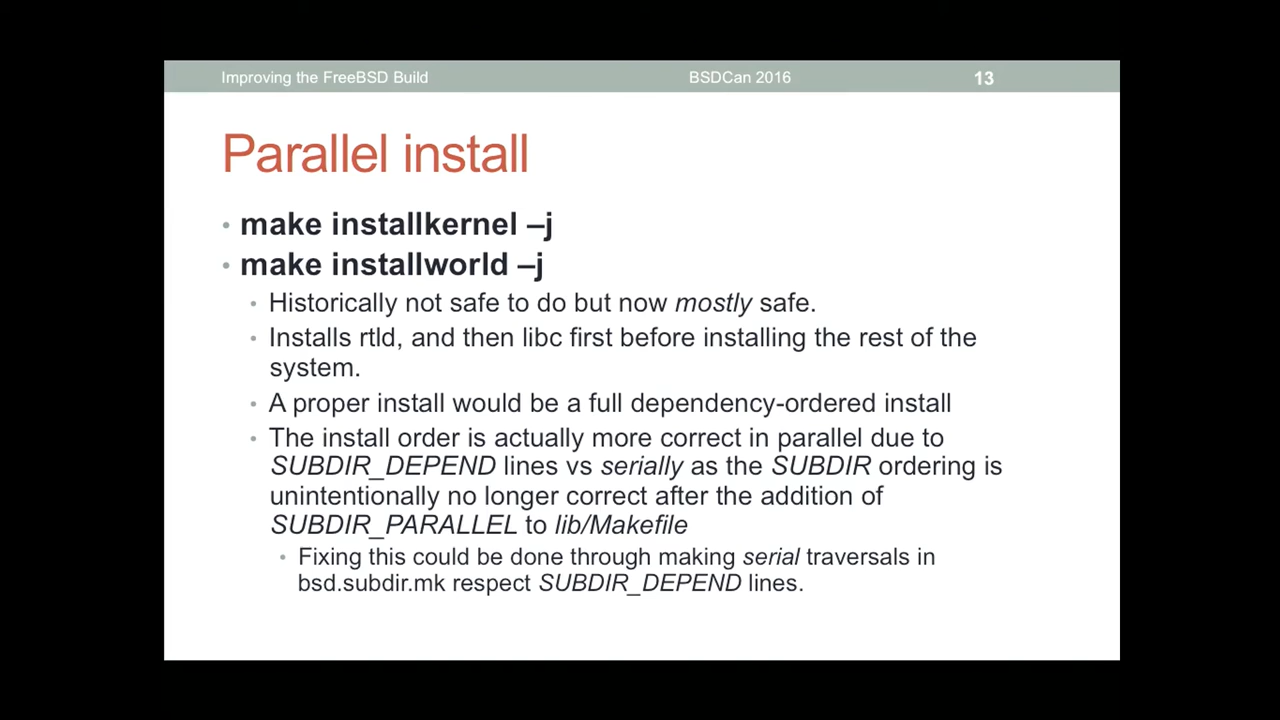 Improving the FreeBSD Build BSDCan 2016 13
Parallel install
• make installkernel –j
• make installworld –j
• Historically not safe to do but now mostly safe.
• Installs rtld, and then libc first before installing the rest of the
system.
• A proper install would be a full dependency-ordered install
• The install order is actually more correct in parallel due to
SUBDIR_DEPEND lines vs serially as the SUBDIR ordering is
unintentionally no longer correct after the addition of
SUBDIR_PARALLEL to lib/Makefile
• Fixing this could be done through making serial traversals in
bsd.subdir.mk respect SUBDIR_DEPEND lines.